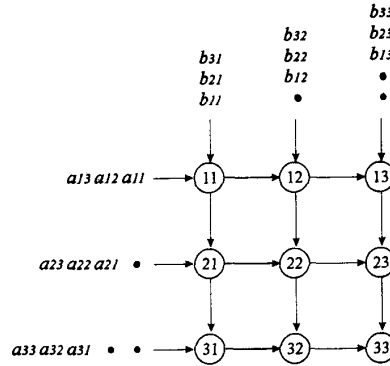 b33
b32 b23
b31 b22 b13
b21 b12 •
b11 • •
a13 a12 a11 11 12 13
a23 a22 a21 • 21 22 23
a33 a32 a31 • • 31 32 33